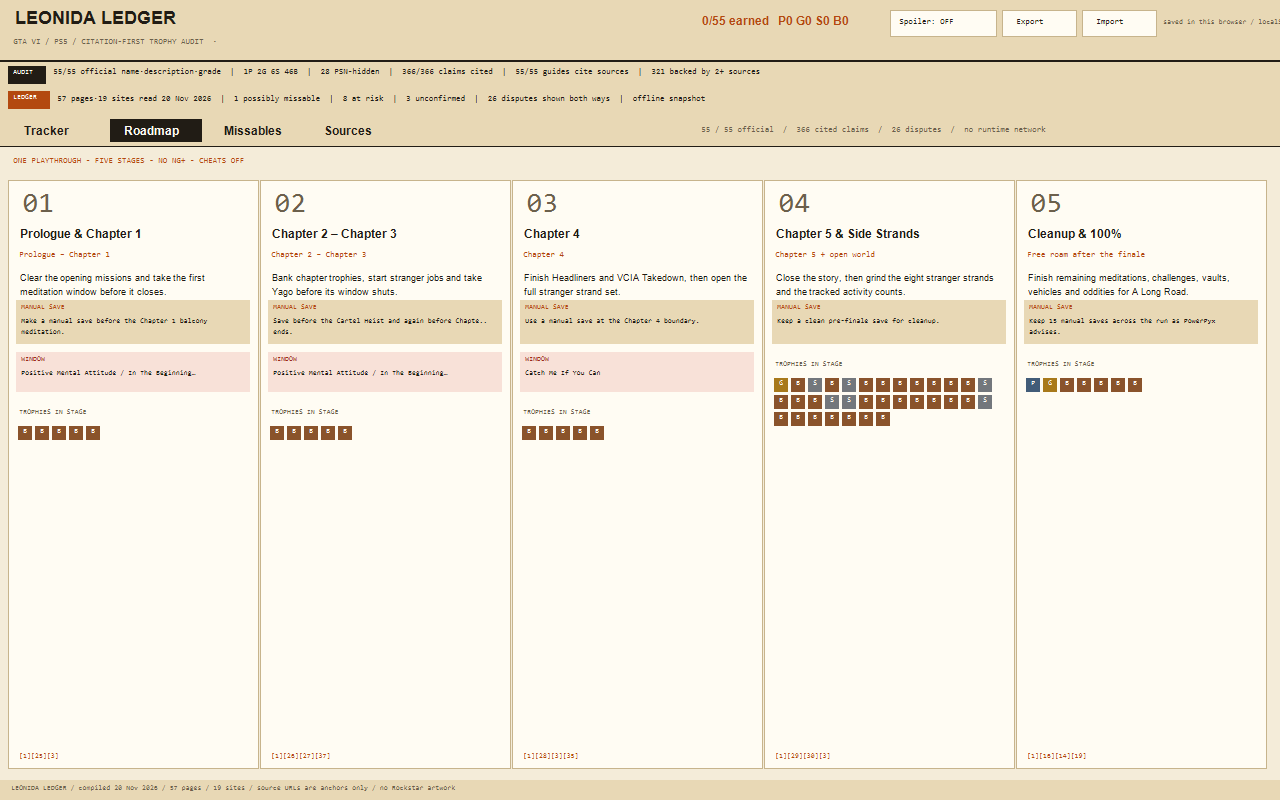 LEONIDA LEDGER
GTA VI / PS5 / CITATION-FIRST TROPHY AUDIT -
0/55 earned P0 G0 S0 B0
Spoiler: OFF
Export
Import
saved in this browser /
AUDIT
55/55 official name-description-grade | 1P 2G 6S 46B | 28 PSN-hidden | 366/366 claims cited | 55/55 guides cite sources | 321 backed by 2+ sources
LEDGER
57 pages-19 sites read 20 Nov 2026 | 1 possibly missable | 8 at risk | 3 unconfirmed | 26 disputes shown both ways | offline snapshot
Tracker
Roadmap
Missables
Sources
55 / 55 official / 366 cited claims / 26 disputes / no runtime network
ONE PLAYTHROUGH - FIVE STAGES - NO NG+ - CHEATS OFF
01
Prologue & Chapter 1
Prologue – Chapter 1
Clear the opening missions and take the first
meditation window before it closes.
MANUAL SAVE
Make a manual save before the Chapter 1 balcony
meditation.
WINDOW
Positive Mental Attitude / In The Beginning…
TROPHIES IN STAGE
B B B B B
[1][25][3]
02
Chapter 2 – Chapter 3
Chapter 2 – Chapter 3
Bank chapter trophies, start stranger jobs and take
Yago before its window shuts.
MANUAL SAVE
Save before the Cartel Heist and again before Chapte..
ends.
WINDOW
Positive Mental Attitude / In The Beginning…
TROPHIES IN STAGE
B B B B B
[1][26][27][37]
03
Chapter 4
Chapter 4
Finish Headliners and VCIA Takedown, then open the
full stranger strand set.
MANUAL SAVE
Use a manual save at the Chapter 4 boundary.
WINDOW
Catch Me If You Can
TROPHIES IN STAGE
B B B B B
[1][28][3][35]
04
Chapter 5 & Side Strands
Chapter 5 + open world
Close the story, then grind the eight stranger strands
and the tracked activity counts.
MANUAL SAVE
Keep a clean pre-finale save for cleanup.
TROPHIES IN STAGE
G B S B S B B B B B B B S
B B B S S B B B B B B B S
B B B B B B B
[1][29][30][3]
05
Cleanup & 100%
Free roam after the finale
Finish remaining meditations, challenges, vaults,
vehicles and oddities for A Long Road.
MANUAL SAVE
Keep 15 manual saves across the run as PowerPyx
advises.
TROPHIES IN STAGE
P G B B B B B
[1][16][14][19]
LEONIDA LEDGER / compiled 20 Nov 2026 / 57 pages / 19 sites / source URLs are anchors only / no Rockstar artwork